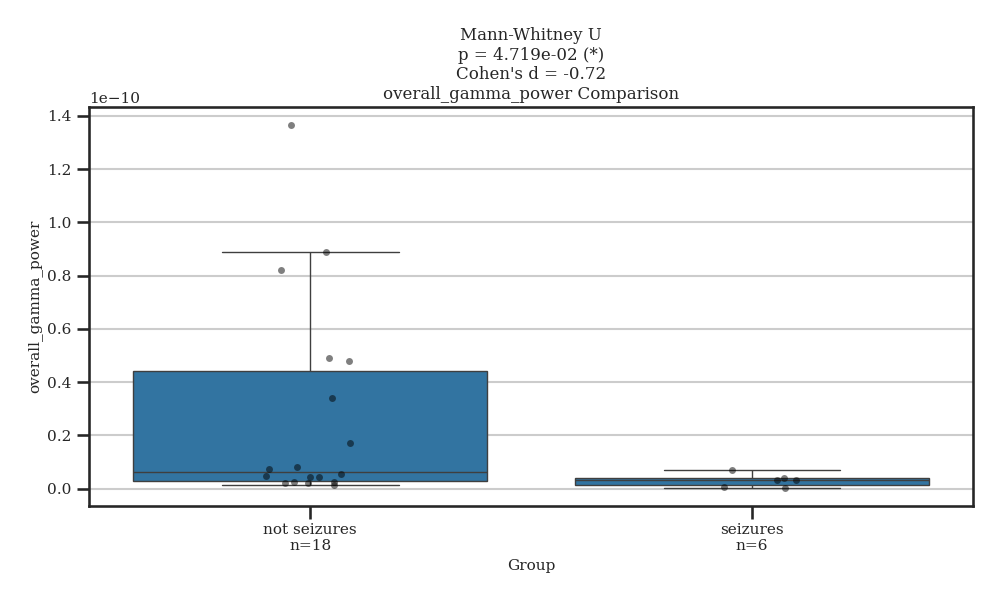 Mann-Whitney U
p = 4.719e-02 (*)
Cohen's d = -0.72
overall_gamma_power Comparison
1e−10
1.4
1.2
1.0
0.8
0.6
0.4
0.2
0.0
overall_gamma_power
not seizures
n=18
seizures
n=6
Group